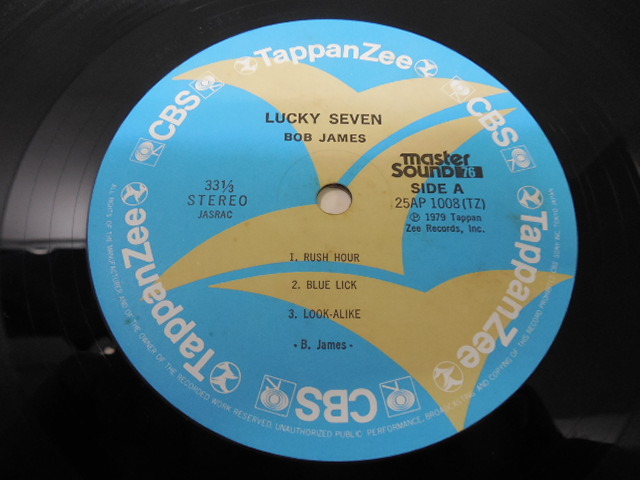 TappanZee
CBS
CBS
LUCKY SEVEN
BOB JAMES
33⅓
STEREO
JASRAC
master
SOUND 76
SIDE A
25AP 1008(TZ)
Ⓟ 1979 Tappan
Zee Records, Inc.
1. RUSH HOUR
2. BLUE LICK
3. LOOK-ALIKE
- B. James -
TappanZee
TappanZee
CBS
ALL RIGHTS OF THE MANUFACTURER AND OF THE OWNER OF THE RECORDED WORK RESERVED. UNAUTHORIZED PUBLIC PERFORMANCE, BROADCASTING AND COPYING OF THIS RECORD PROHIBITED.